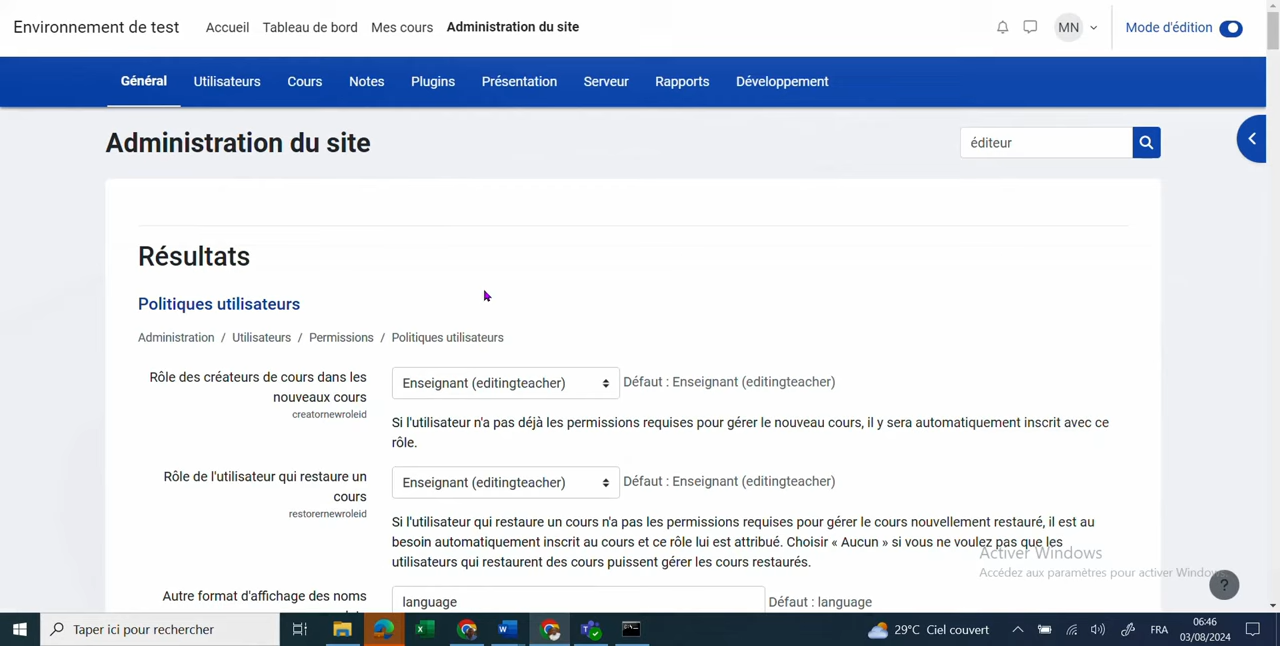 Environnement de test
Accueil
Tableau de bord
Mes cours
Administration du site
MN
Mode d'édition
Général
Utilisateurs
Cours
Notes
Plugins
Présentation
Serveur
Rapports
Développement
Administration du site
éditeur
Résultats
Politiques utilisateurs
Administration / Utilisateurs / Permissions / Politiques utilisateurs
Rôle des créateurs de cours dans les
nouveaux cours
creatornewroleid
Enseignant (editingteacher)
Défaut : Enseignant (editingteacher)
Si l'utilisateur n'a pas déjà les permissions requises pour gérer le nouveau cours, il y sera automatiquement inscrit avec ce
rôle.
Rôle de l'utilisateur qui restaure un
cours
restorernewroleid
Enseignant (editingteacher)
Défaut : Enseignant (editingteacher)
Si l'utilisateur qui restaure un cours n'a pas les permissions requises pour gérer le cours nouvellement restauré, il est au
besoin automatiquement inscrit au cours et ce rôle lui est attribué. Choisir « Aucun » si vous ne voulez pas que les
utilisateurs qui restaurent des cours puissent gérer les cours restaurés.
Activer Windows
Accédez aux paramètres pour activer Windows
?
Autre format d'affichage des noms
language
Défaut : language
Taper ici pour rechercher
29°C Ciel couvert
FRA
06:46
03/08/2024